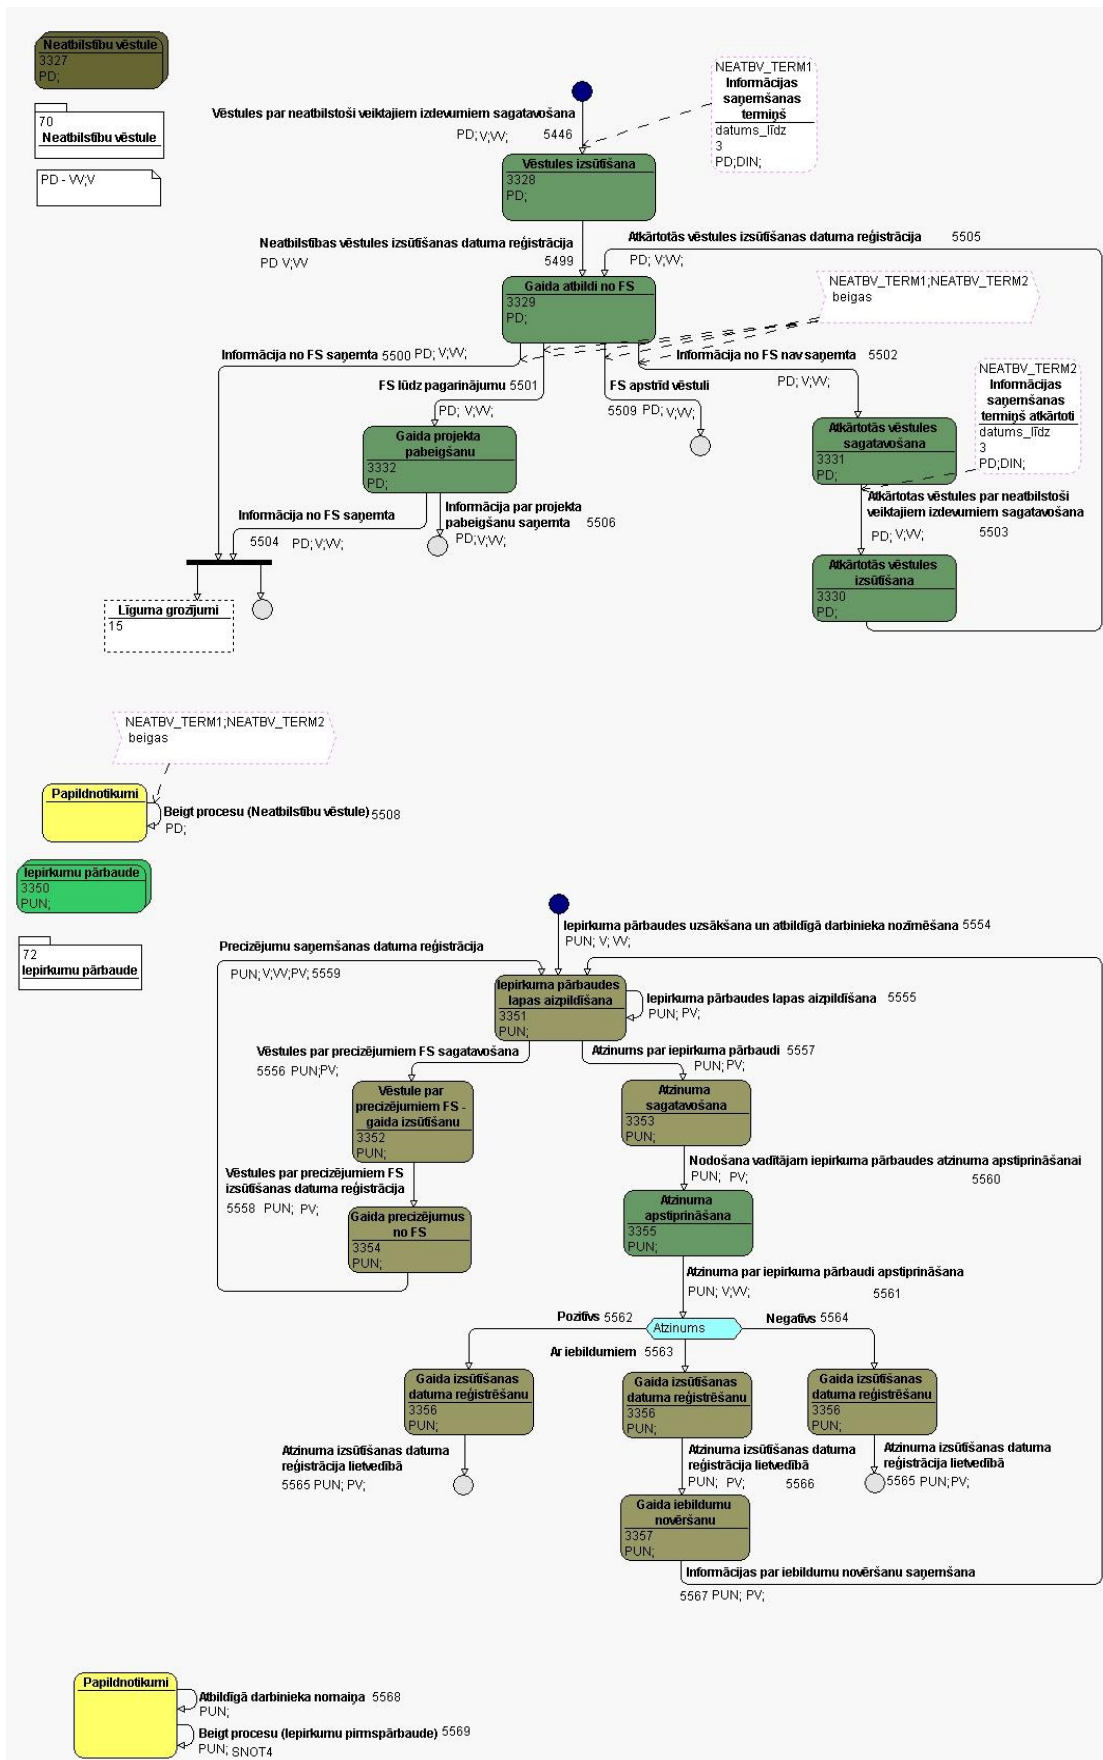 Neatbilstību vēstule
3327
PD;
70
Neatbilstību vēstule
PD - VV;V
NEATBV_TERM1
Informācijas
saņemšanas
termiņš
datums_līdz
3
PD;DIN;
Vēstules par neatbilstoši veiktajiem izdevumiem sagatavošana
PD; V;VV; 5446
Vēstules izsūtīšana
3328
PD;
Neatbilstības vēstules izsūtīšanas datuma reģistrācija
PD V;VV 5499
Atkārtotās vēstules izsūtīšanas datuma reģistrācija 5505
PD; V;VV;
Gaida atbildi no FS
3329
PD;
NEATBV_TERM1;NEATBV_TERM2
beigas
Informācija no FS saņemta 5500 PD; V;VV;
Informācija no FS nav saņemta 5502
PD; V;VV;
FS lūdz pagarinājumu 5501
PD; V;VV;
FS apstrīd vēstuli
5509 PD; V;VV;
NEATBV_TERM2
Informācijas
saņemšanas
termiņš atkārtoti
datums_līdz
3
PD;DIN;
Gaida projekta
pabeigšanu
3332
PD;
Atkārtotās vēstules
sagatavošana
3331
PD;
Informācija no FS saņemta
5504 PD; V;VV;
Informācija par projekta
pabeigšanu saņemta 5506
PD;V;VV;
Atkārtotas vēstules par neatbilstoši
veiktajiem izdevumiem sagatavošana
PD; V;VV; 5503
Atkārtotās vēstules
izsūtīšana
3330
PD;
Līguma grozījumi
15
NEATBV_TERM1;NEATBV_TERM2
beigas
Papildnotikumi
Beigt procesu (Neatbilstību vēstule) 5508
PD;
Iepirkumu pārbaude
3350
PUN;
72
Iepirkumu pārbaude
Iepirkuma pārbaudes uzsākšana un atbildīgā darbinieka nozīmēšana 5554
PUN; V; VV;
Precizējumu saņemšanas datuma reģistrācija
PUN; V;VV;PV; 5559
Iepirkuma pārbaudes
lapas aizpildīšana
3351
PUN;
Iepirkuma pārbaudes lapas aizpildīšana 5555
PUN; PV;
Vēstules par precizējumiem FS sagatavošana
5556 PUN;PV;
Atzinums par iepirkuma pārbaudi 5557
PUN; PV;
Vēstule par
precizējumiem FS -
gaida izsūtīšanu
3352
PUN;
Atzinuma
sagatavošana
3353
PUN;
Vēstules par precizējumiem FS
izsūtīšanas datuma reģistrācija
5558 PUN; PV;
Nodošana vadītājam iepirkuma pārbaudes atzinuma apstiprināšanai
PUN; PV; 5560
Gaida precizējumus
no FS
3354
PUN;
Atzinuma
apstiprināšana
3355
PUN;
Atzinuma par iepirkuma pārbaudi apstiprināšana
PUN; V;VV; 5561
Pozitīvs 5562
Atzinums
Negatīvs 5564
Ar iebildumiem 5563
Gaida izsūtīšanas
datuma reģistrēšanu
3356
PUN;
Gaida izsūtīšanas
datuma reģistrēšanu
3356
PUN;
Gaida izsūtīšanas
datuma reģistrēšanu
3356
PUN;
Atzinuma izsūtīšanas datuma
reģistrācija lietvedībā
5565 PUN; PV;
Atzinuma izsūtīšanas datuma
reģistrācija lietvedībā
PUN; PV; 5566
Atzinuma izsūtīšanas datuma
reģistrācija lietvedībā
5565 PUN;PV;
Gaida iebildumu
novēršanu
3357
PUN;
Informācijas par iebildumu novēršanu saņemšana
5567 PUN; PV;
Papildnotikumi
Atbildīgā darbinieka nomaiņa 5568
PUN;
Beigt procesu (Iepirkumu pirmspārbaude) 5569
PUN; SNOT4